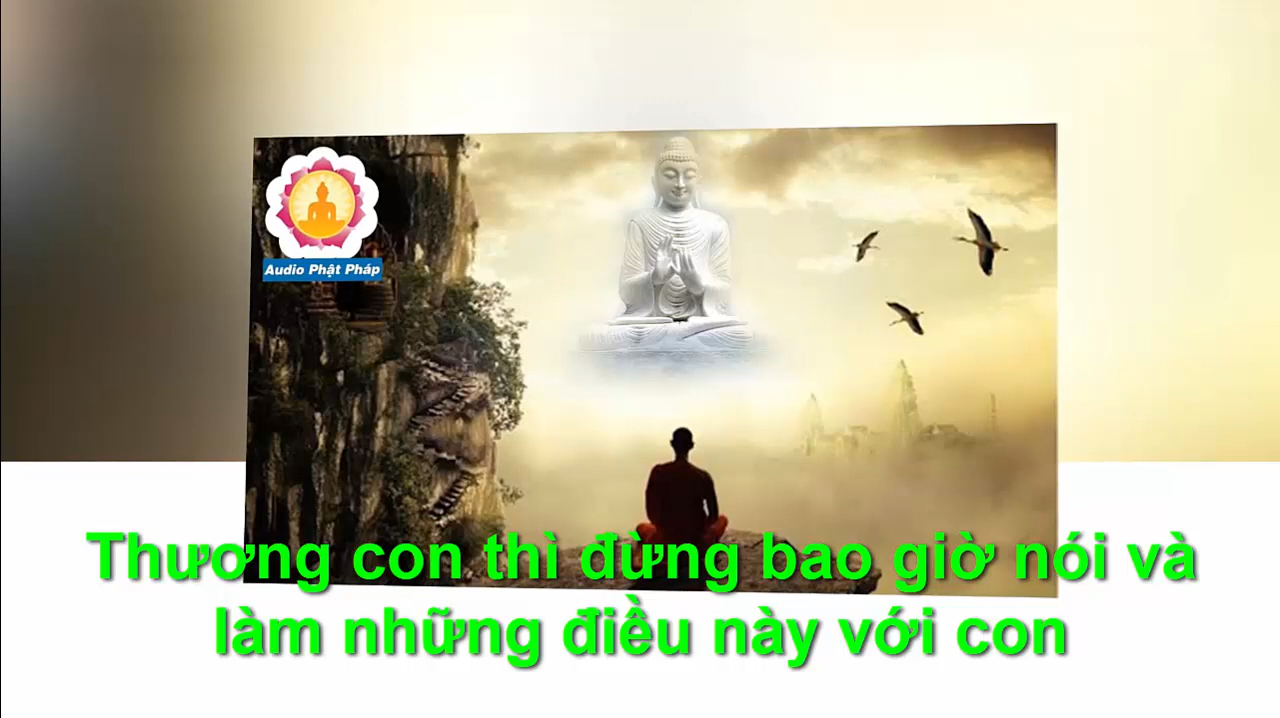 Audio Phật Pháp
Thương con thì đừng bao giờ nói và
làm những điều này với con